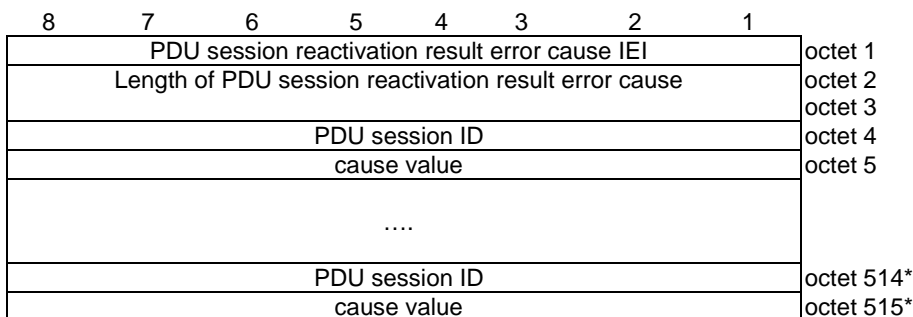 8 7 6 5 4 3 2 1
PDU session reactivation result error cause IEI octet 1
Length of PDU session reactivation result error cause octet 2
octet 3
PDU session ID octet 4
cause value octet 5
….
PDU session ID octet 514*
cause value octet 515*